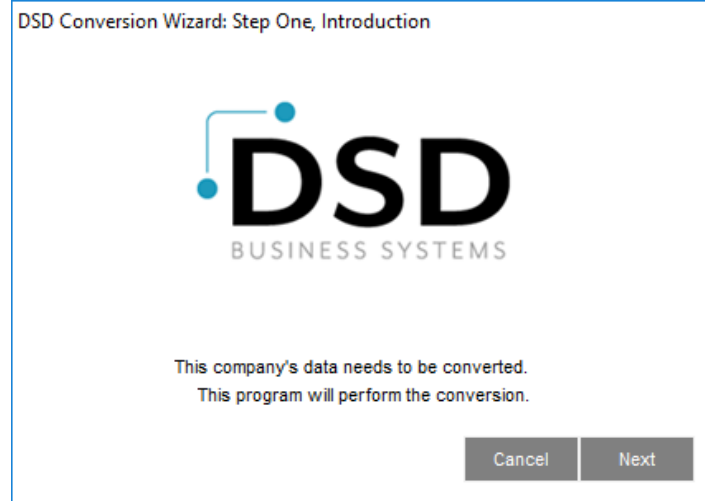 DSD Conversion Wizard: Step One, Introduction
DSD
BUSINESS SYSTEMS
This company's data needs to be converted.
This program will perform the conversion.
Cancel Next